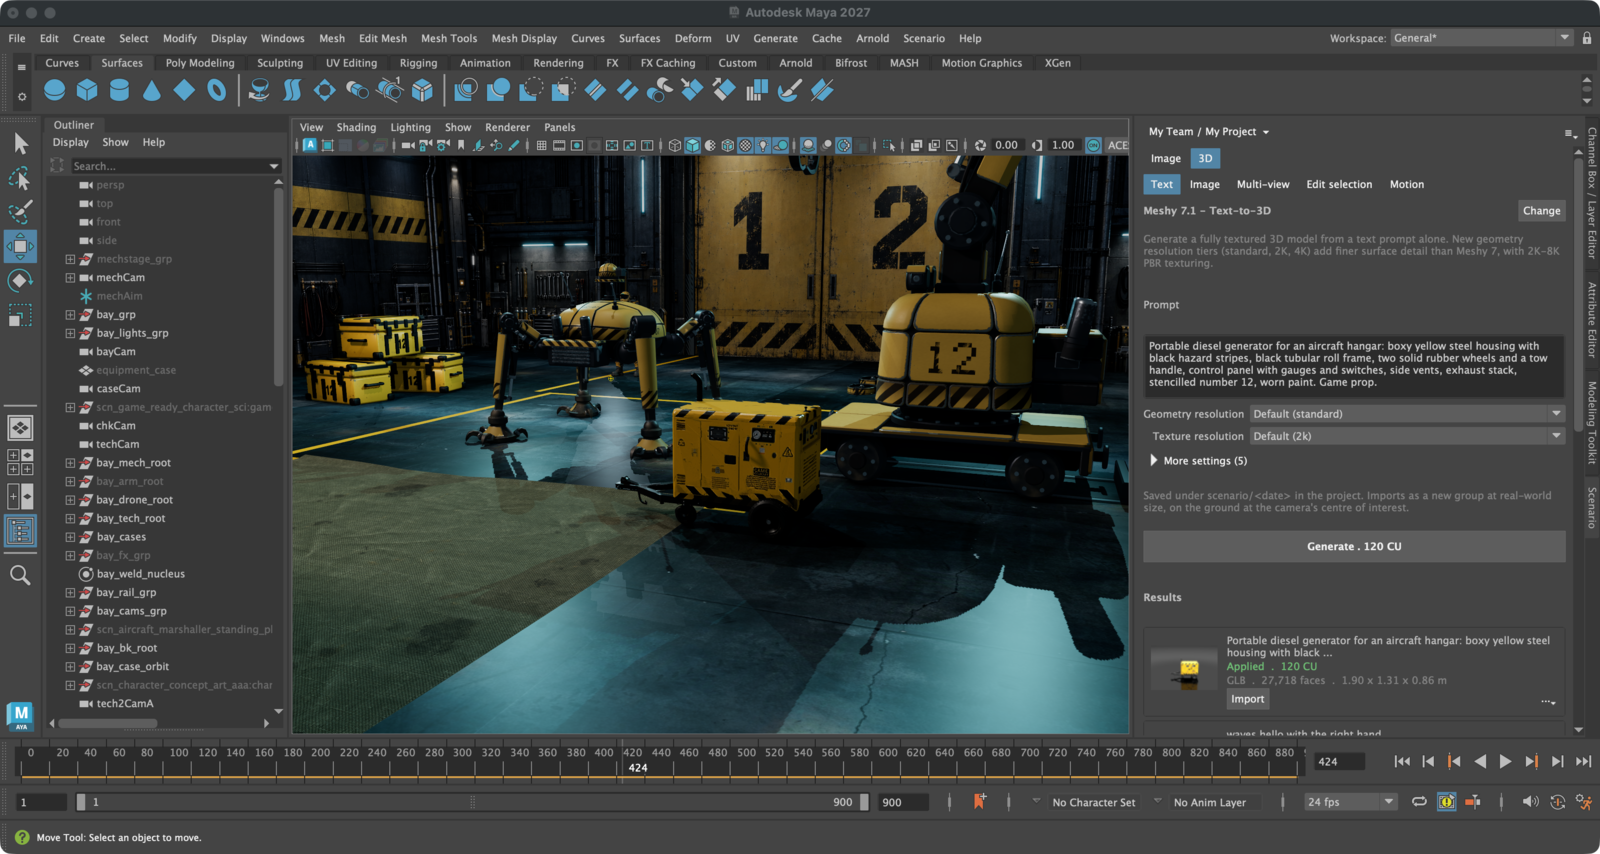 Autodesk Maya 2027
File Edit Create Select Modify Display Windows Mesh Edit Mesh Mesh Tools Mesh Display Curves Surfaces Deform UV Generate Cache Arnold Scenario Help
Workspace: General*
Curves Surfaces Poly Modeling Sculpting UV Editing Rigging Animation Rendering FX FX Caching Custom Arnold Bifrost MASH Motion Graphics XGen
Outliner
Display Show Help
Search...
persp
top
front
side
mechstage_grp
mechCam
mechAim
bay_grp
bay_lights_grp
bayCam
equipment_case
caseCam
scn_game_ready_character_sci:gam
chkCam
techCam
bay_mech_root
bay_arm_root
bay_drone_root
bay_tech_root
bay_cases
bay_fx_grp
bay_weld_nucleus
bay_rail_grp
bay_cams_grp
scn_aircraft_marshaller_standing_pl
bay_bk_root
bay_case_orbit
scn_character_concept_art_aaa:char
tech2CamA
M
AYA
View Shading Lighting Show Renderer Panels
0.00 1.00 ACE
1 2
12
My Team / My Project
Image 3D
Text Image Multi-view Edit selection Motion
Meshy 7.1 – Text-to-3D
Change
Generate a fully textured 3D model from a text prompt alone. New geometry
resolution tiers (standard, 2K, 4K) add finer surface detail than Meshy 7, with 2K-8K
PBR texturing.
Prompt
Portable diesel generator for an aircraft hangar: boxy yellow steel housing with
black hazard stripes, black tubular roll frame, two solid rubber wheels and a tow
handle, control panel with gauges and switches, side vents, exhaust stack,
stencilled number 12, worn paint. Game prop.
Geometry resolution Default (standard)
Texture resolution Default (2k)
More settings (5)
Saved under scenario/<date> in the project. Imports as a new group at real-world
size, on the ground at the camera's centre of interest.
Generate . 120 CU
Results
Portable diesel generator for an aircraft hangar: boxy yellow steel
housing with black ...
Applied . 120 CU
GLB . 27,718 faces . 1.90 x 1.31 x 0.86 m
Import
...
waves hello with the right hand
Channel Box / Layer Editor
Attribute Editor
Modeling Toolkit
Scenario
0 20 40 60 80 100 120 140 160 180 200 220 240 260 280 300 320 340 360 380 400 420 440 460 480 500 520 540 560 580 600 620 640 660 680 700 720 740 760 780 800 820 840 860 880
424
424
1 1 900 900 No Character Set No Anim Layer 24 fps
Move Tool: Select an object to move.